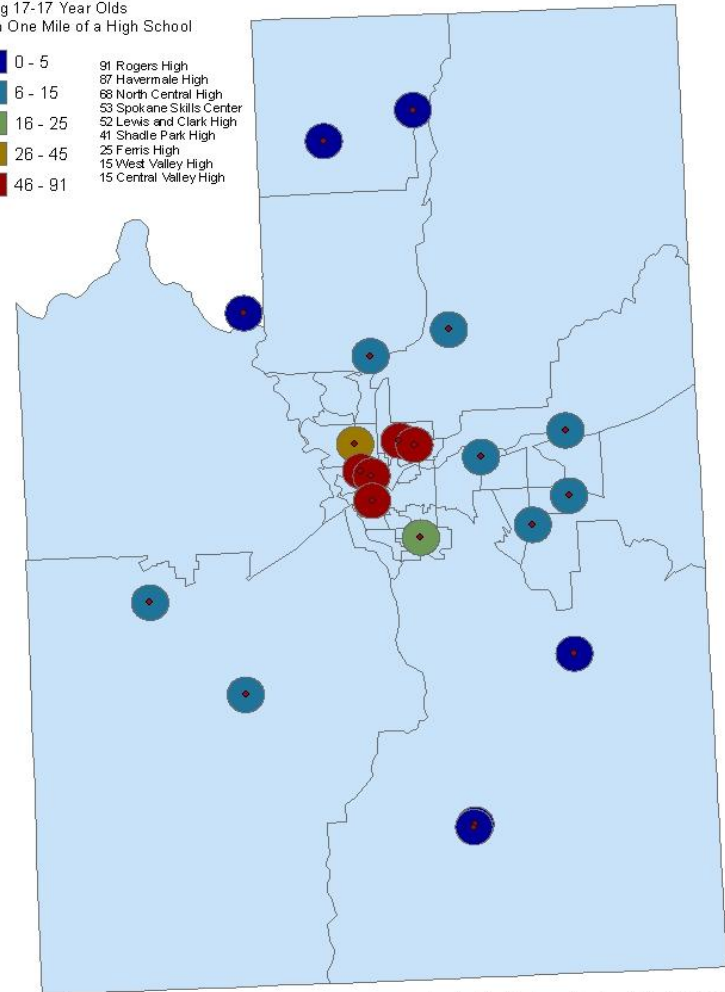 g 17-17 Year Olds
One Mile of a High School
0 - 5
6 - 15
16 - 25
26 - 45
46 - 91
91 Rogers High
87 Havermale High
68 North Central High
53 Spokane Skills Center
52 Lewis and Clark High
41 Shadle Park High
25 Ferris High
15 West Valley High
15 Central Valley High